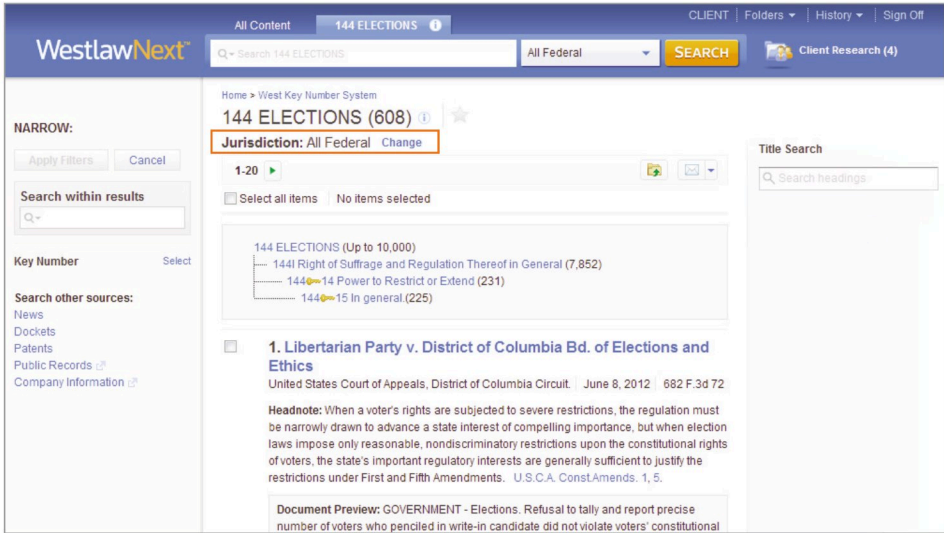 All Content
144 ELECTIONS
CLIENT
Folders
History
Sign Off
WestlawNext
Search 144 ELECTIONS
All Federal
SEARCH
Client Research (4)
Home > West Key Number System
144 ELECTIONS (608)
Jurisdiction: All Federal Change
NARROW:
Apply Filters
Cancel
Search within results
Key Number
Select
Search other sources:
News
Dockets
Patents
Public Records
Company Information
1-20
Select all items
No items selected
144 ELECTIONS (Up to 10,000)
144I Right of Suffrage and Regulation Thereof in General (7,852)
144 14 Power to Restrict or Extend (231)
144 15 In general.(225)
1. Libertarian Party v. District of Columbia Bd. of Elections and
Ethics
United States Court of Appeals, District of Columbia Circuit. June 8, 2012 682 F.3d 72
Headnote: When a voter's rights are subjected to severe restrictions, the regulation must
be narrowly drawn to advance a state interest of compelling importance, but when election
laws impose only reasonable, nondiscriminatory restrictions upon the constitutional rights
of voters, the state's important regulatory interests are generally sufficient to justify the
restrictions under First and Fifth Amendments. U.S.C.A. Const.Amends. 1, 5.
Document Preview: GOVERNMENT - Elections. Refusal to tally and report precise
number of voters who penciled in write-in candidate did not violate voters' constitutional
Title Search
Search headings